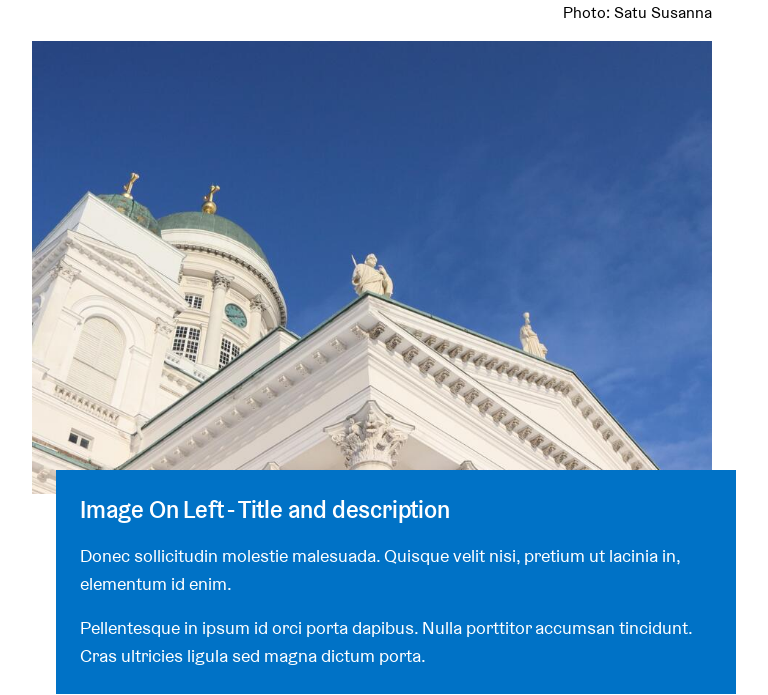 Photo: Satu Susanna
Image On Left - Title and description
Donec sollicitudin molestie malesuada. Quisque velit nisi, pretium ut lacinia in,
elementum id enim.
Pellentesque in ipsum id orci porta dapibus. Nulla porttitor accumsan tincidunt.
Cras ultricies ligula sed magna dictum porta.